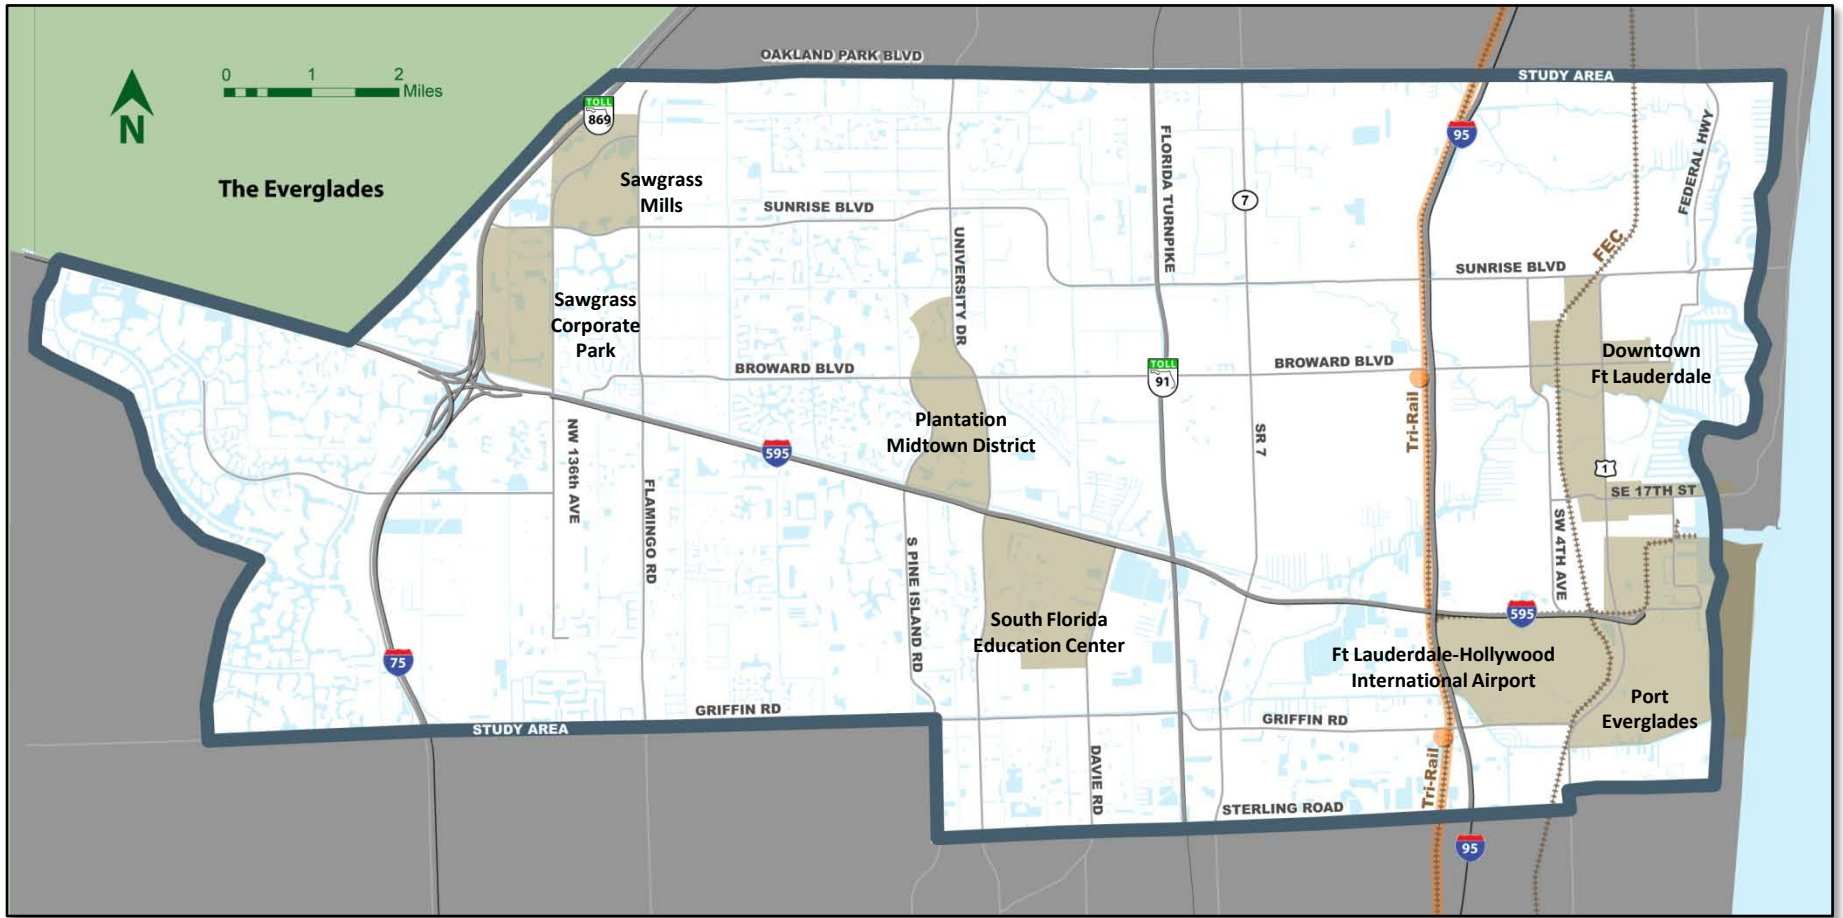 OAKLAND PARK BLVD
STUDY AREA
0 1 2
Miles
TOLL
869
N
95
FLORIDA TURNPIKE
FEDERAL HWY
The Everglades
Sawgrass
Mills
7
SUNRISE BLVD
UNIVERSITY DR
FEC
SUNRISE BLVD
Sawgrass
Corporate
Park
Downtown
Ft Lauderdale
BROWARD BLVD
TOLL
91
BROWARD BLVD
Tri-Rail
Plantation
Midtown District
SR 7
NW 136th AVE
595
1
SE 17TH ST
FLAMINGO RD
S PINE ISLAND RD
SW 4TH AVE
South Florida
Education Center
595
75
Ft Lauderdale-Hollywood
International Airport
Port
Everglades
GRIFFIN RD
GRIFFIN RD
STUDY AREA
DAVIE RD
Tri-Rail
STERLING ROAD
95